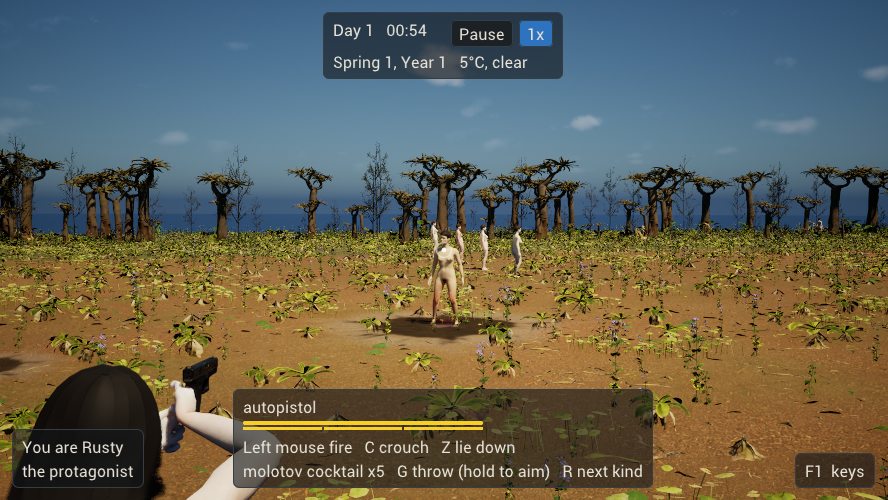 Day 1 00:54 Pause 1x
Spring 1, Year 1 5°C, clear
autopistol
Left mouse fire C crouch Z lie down
molotov cocktail x5 G throw (hold to aim) R next kind
You are Rusty
the protagonist
F1 keys